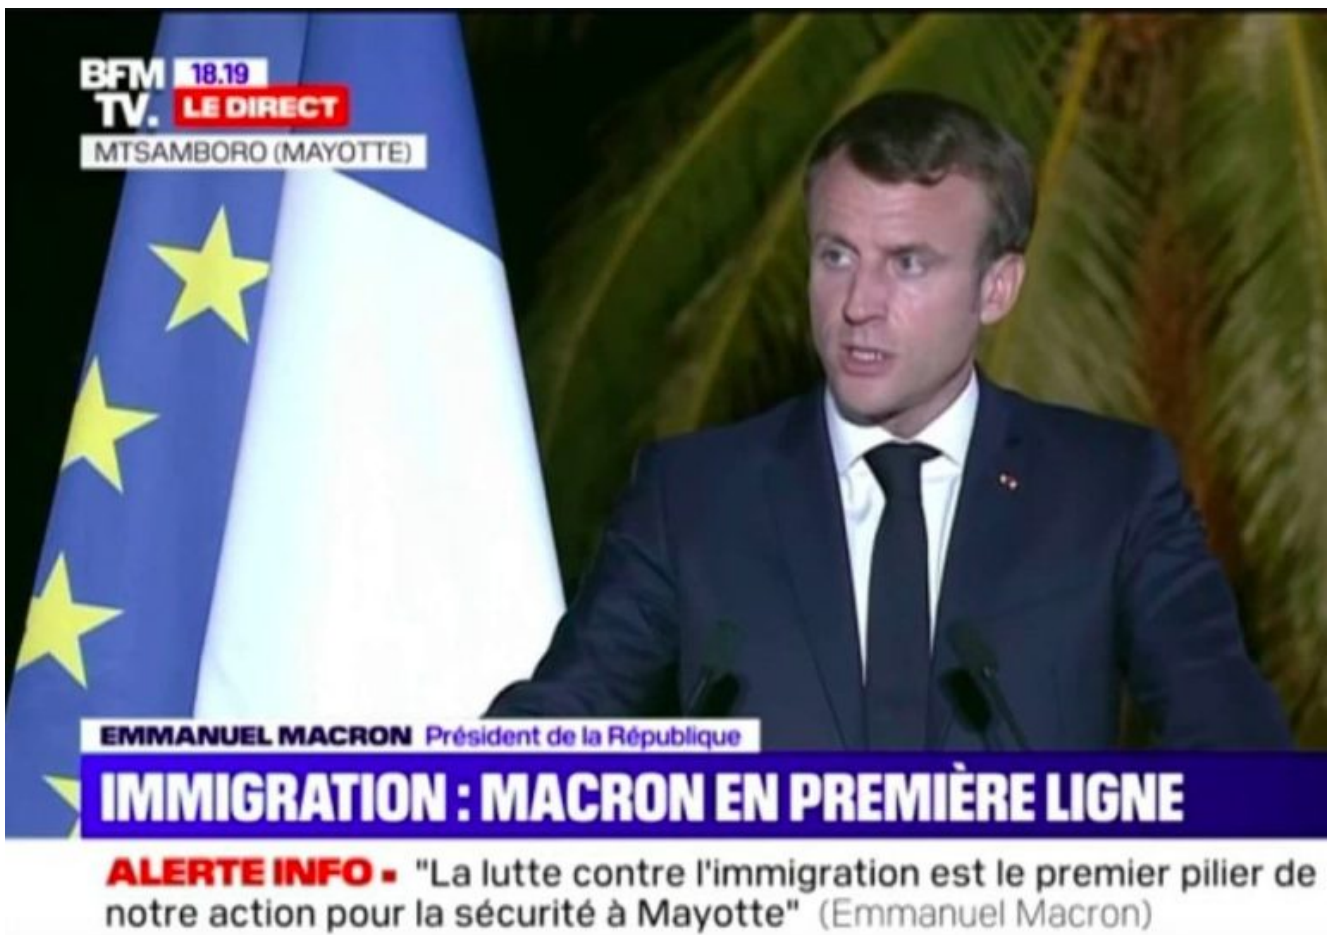 BFM
TV.
18.19
LE DIRECT
MTSAMBORO (MAYOTTE)
EMMANUEL MACRON Président de la République
IMMIGRATION : MACRON EN PREMIÈRE LIGNE
ALERTE INFO ▪ "La lutte contre l'immigration est le premier pilier de
notre action pour la sécurité à Mayotte" (Emmanuel Macron)